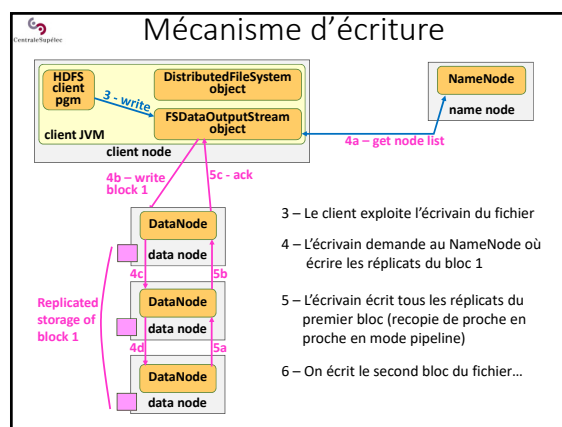 CentraleSupélec
Mécanisme d'écriture
HDFS
client
pgm
DistributedFileSystem
object
3 - write
FSDataOutputStream
object
client JVM
client node
NameNode
name node
4a – get node list
4b – write
block 1
5c - ack
DataNode
data node
4c
5b
DataNode
data node
4d
5a
DataNode
data node
Replicated
storage of
block 1
3 – Le client exploite l'écrivain du fichier
4 – L'écrivain demande au NameNode où
écrire les réplicats du bloc 1
5 – L'écrivain écrit tous les réplicats du
premier bloc (recopie de proche en
proche en mode pipeline)
6 – On écrit le second bloc du fichier…